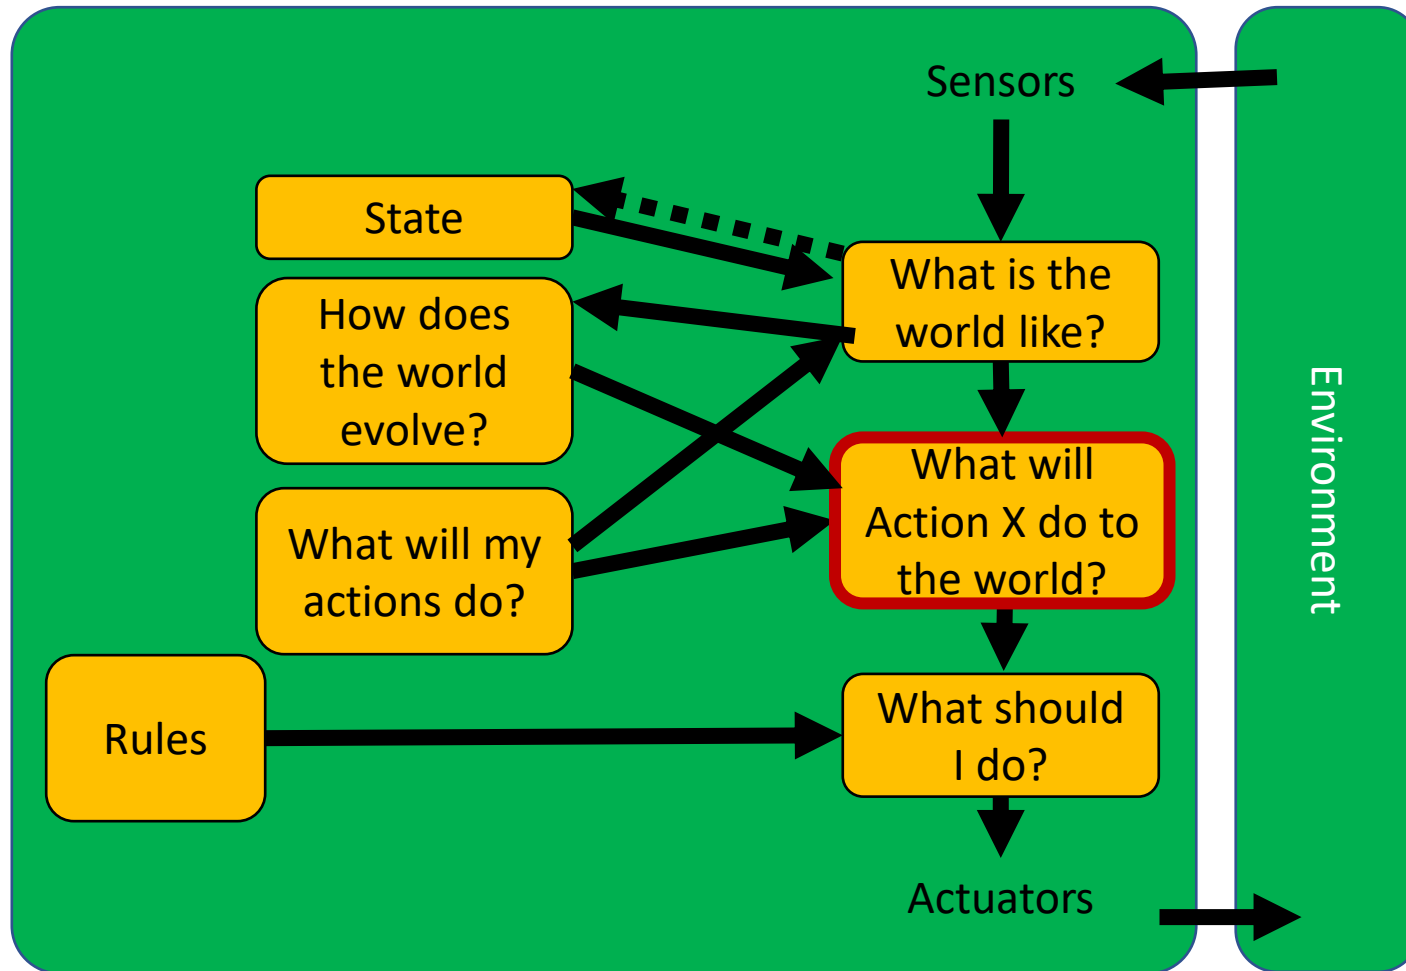 Sensors
State
What is the
world like?
How does
the world
evolve?
What will
Action X do to
the world?
What will my
actions do?
Rules
What should
I do?
Actuators
Environment